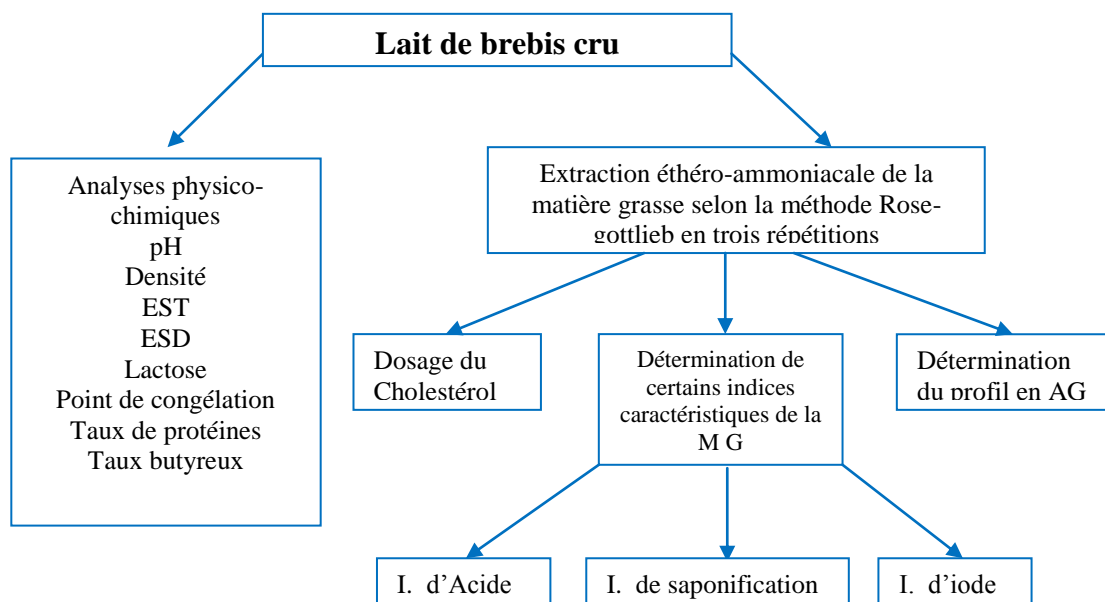 Lait de brebis cru
Analyses physico-
chimiques
pH
Densité
EST
ESD
Lactose
Point de congélation
Taux de protéines
Taux butyreux
Extraction éthéro-ammoniacale de la
matière grasse selon la méthode Rose-
gottlieb en trois répétitions
Dosage du
Cholestérol
Détermination de
certains indices
caractéristiques de la
M G
Détermination
du profil en AG
I. d’Acide
I. de saponification
I. d’iode